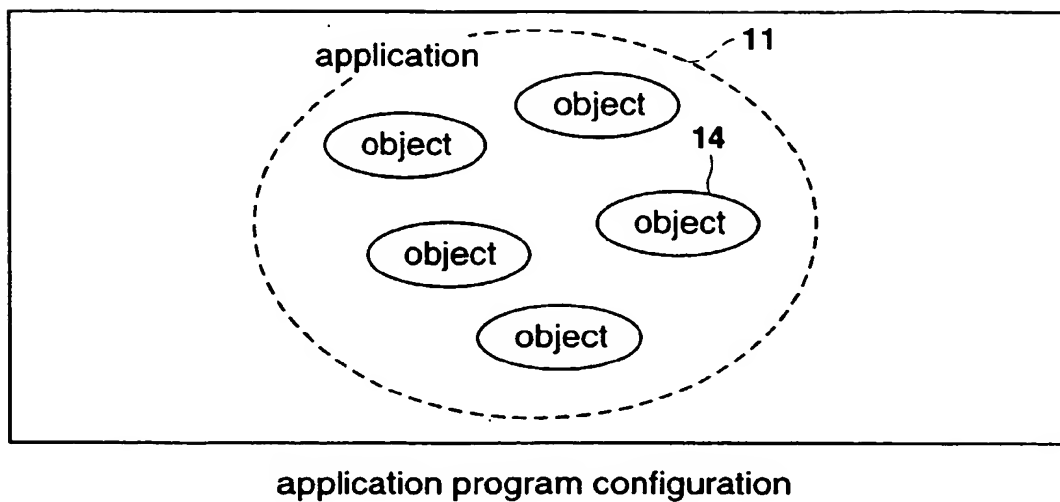 11
application
object
object
14
object
object
object
application program configuration